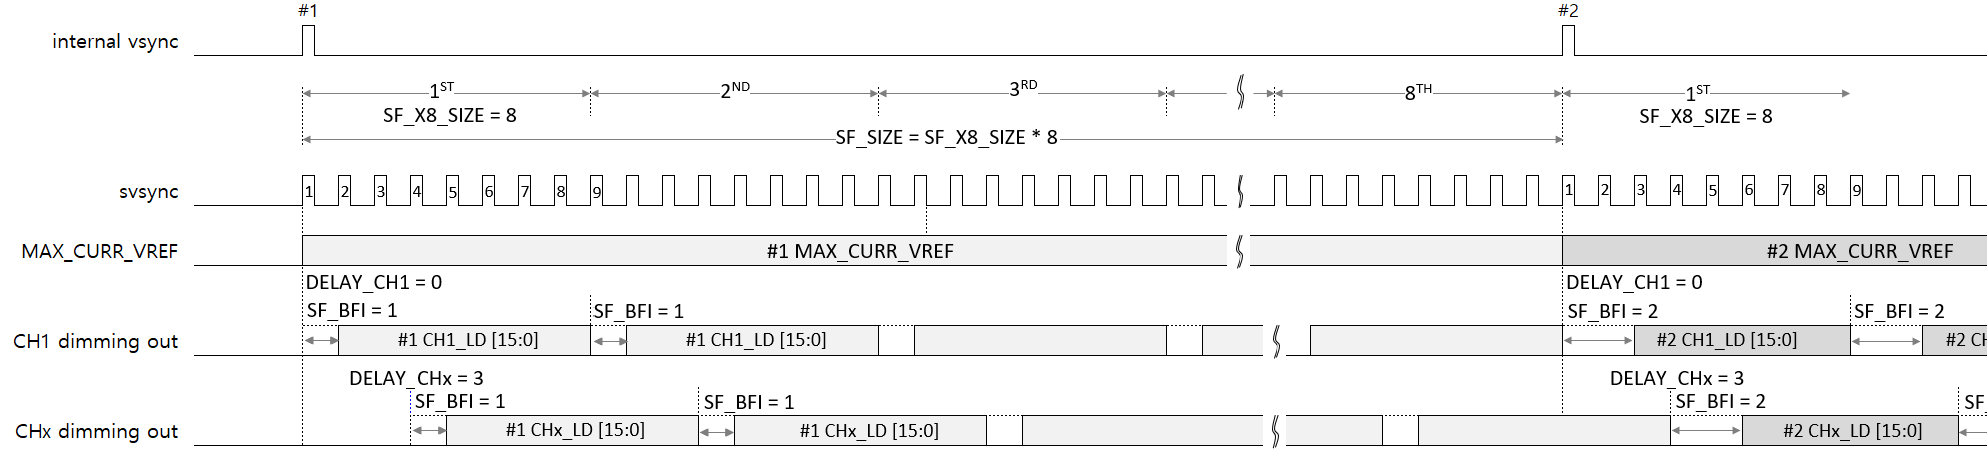 #1 #2
internal vsync
1ST 2ND 3RD 8TH 1ST
SF_X8_SIZE = 8 SF_X8_SIZE = 8
SF_SIZE = SF_X8_SIZE * 8
svsync 1 2 3 4 5 6 7 8 9 1 2 3 4 5 6 7 8 9
MAX_CURR_VREF #1 MAX_CURR_VREF #2 MAX_CURR_VREF
DELAY_CH1 = 0 DELAY_CH1 = 0
SF_BFI = 1 SF_BFI = 1 SF_BFI = 2 SF_BFI = 2
CH1 dimming out #1 CH1_LD [15:0] #1 CH1_LD [15:0] #2 CH1_LD [15:0] #2 CH
DELAY_CHx = 3 DELAY_CHx = 3
SF_BFI = 1 SF_BFI = 1 SF_BFI = 2 SF_
CHx dimming out #1 CHx_LD [15:0] #1 CHx_LD [15:0] #2 CHx_LD [15:0]